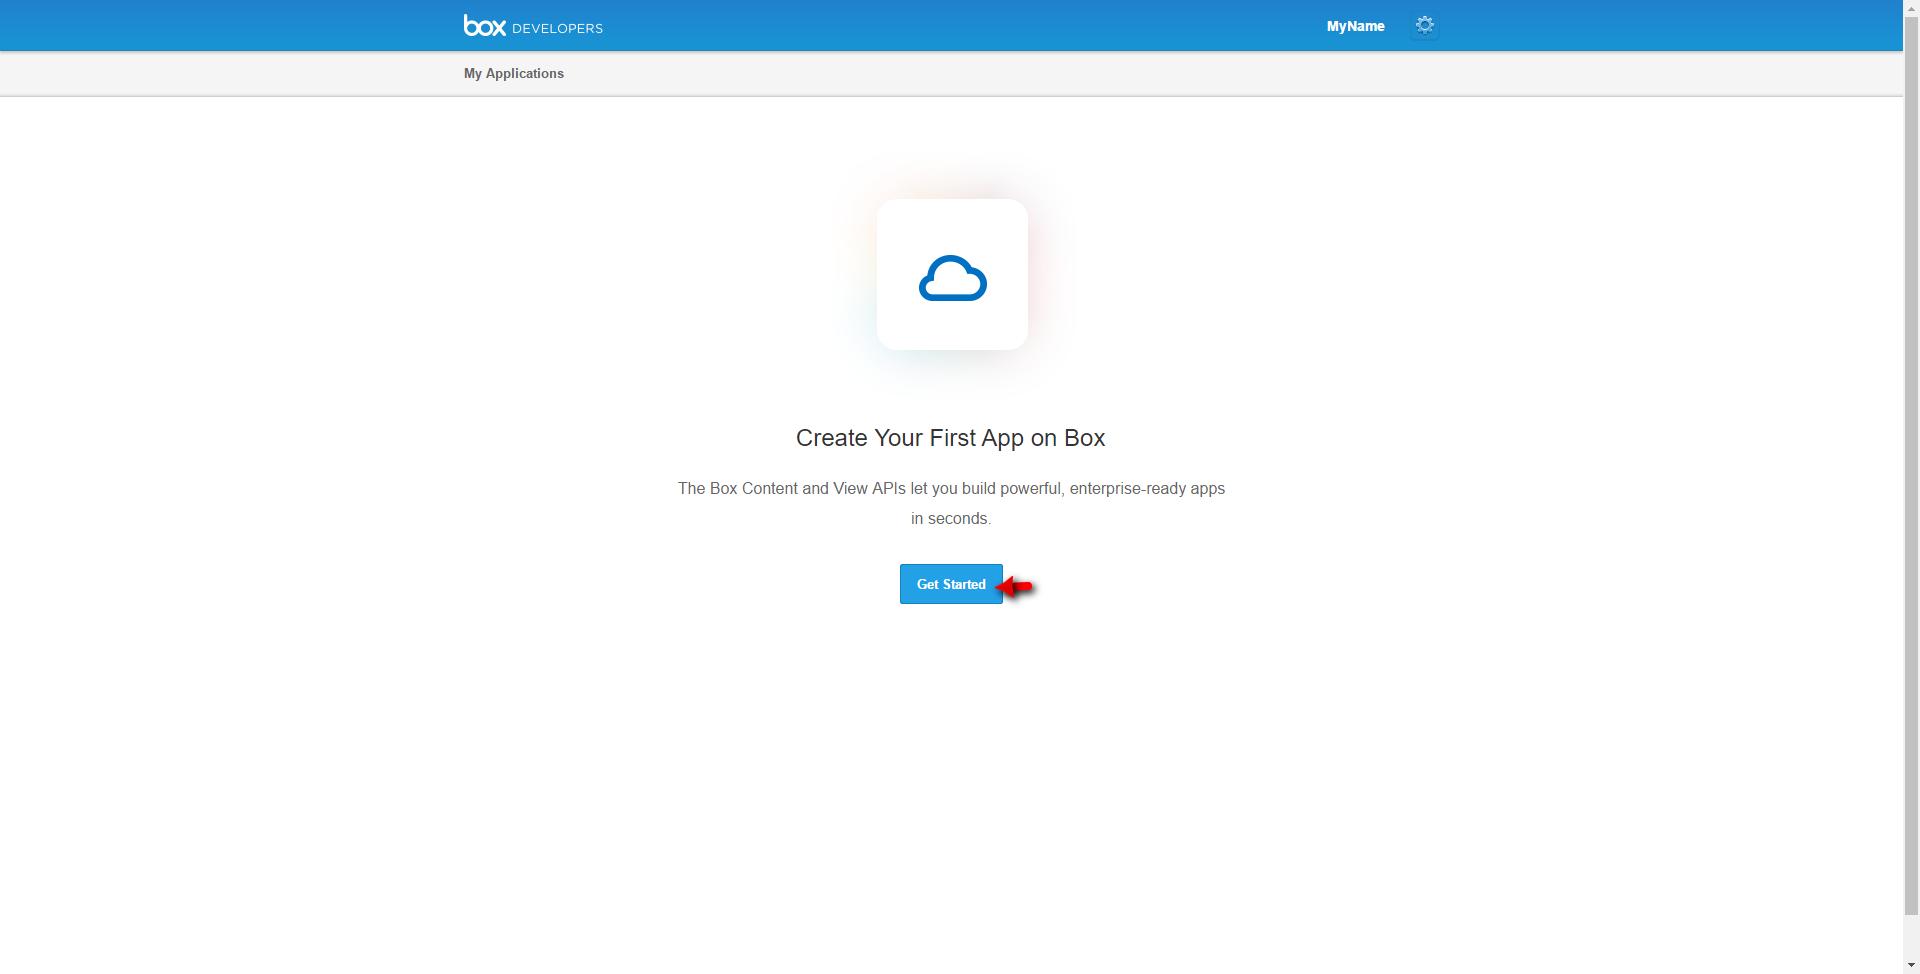 box DEVELOPERS
MyName
My Applications
Create Your First App on Box
The Box Content and View APIs let you build powerful, enterprise-ready apps
in seconds.
Get Started